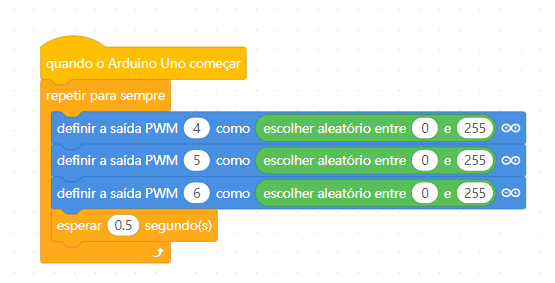 quando o Arduino Uno começar
repetir para sempre
definir a saída PWM 4 como escolher aleatório entre 0 e 255
definir a saída PWM 5 como escolher aleatório entre 0 e 255
definir a saída PWM 6 como escolher aleatório entre 0 e 255
esperar 0.5 segundo(s)